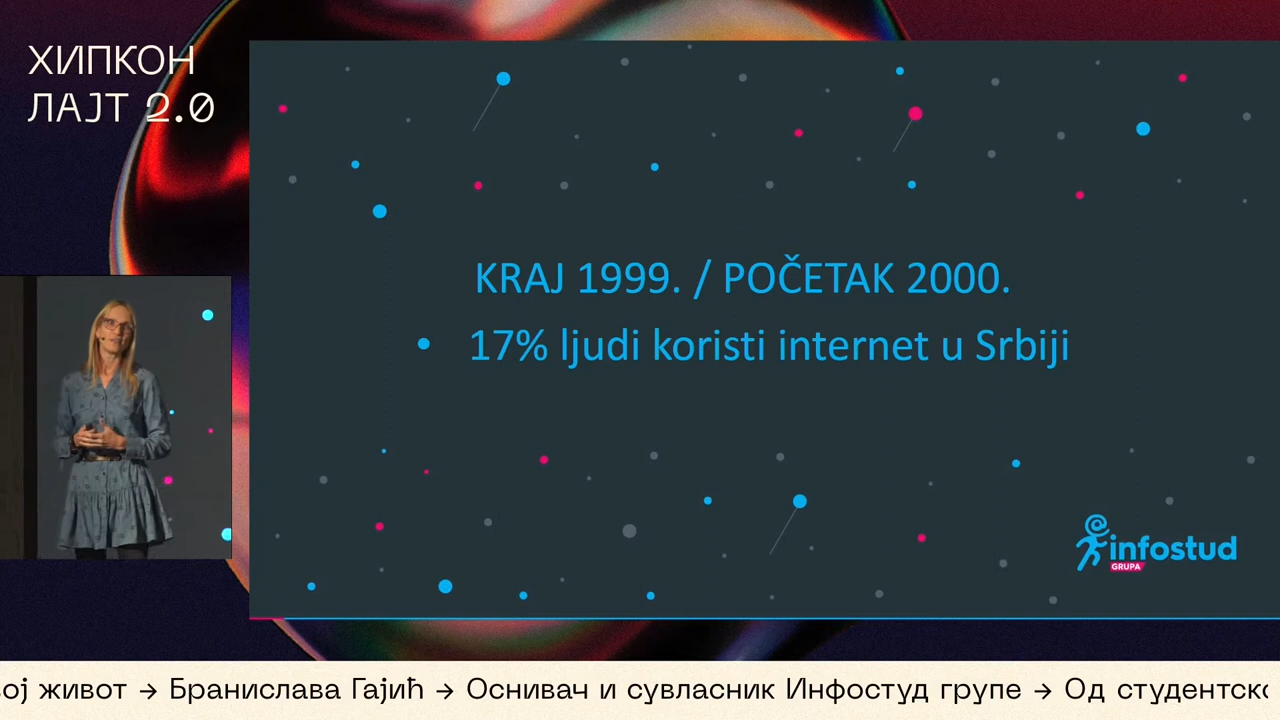 ХИПКОН
ЛАЈТ 2.0
KRAJ 1999. / POČETAK 2000.
• 17% ljudi koristi internet u Srbiji
infostud
GRUPA
живот → Бранислава Гајић → Оснивач и сувласник Инфостуд групе → Од